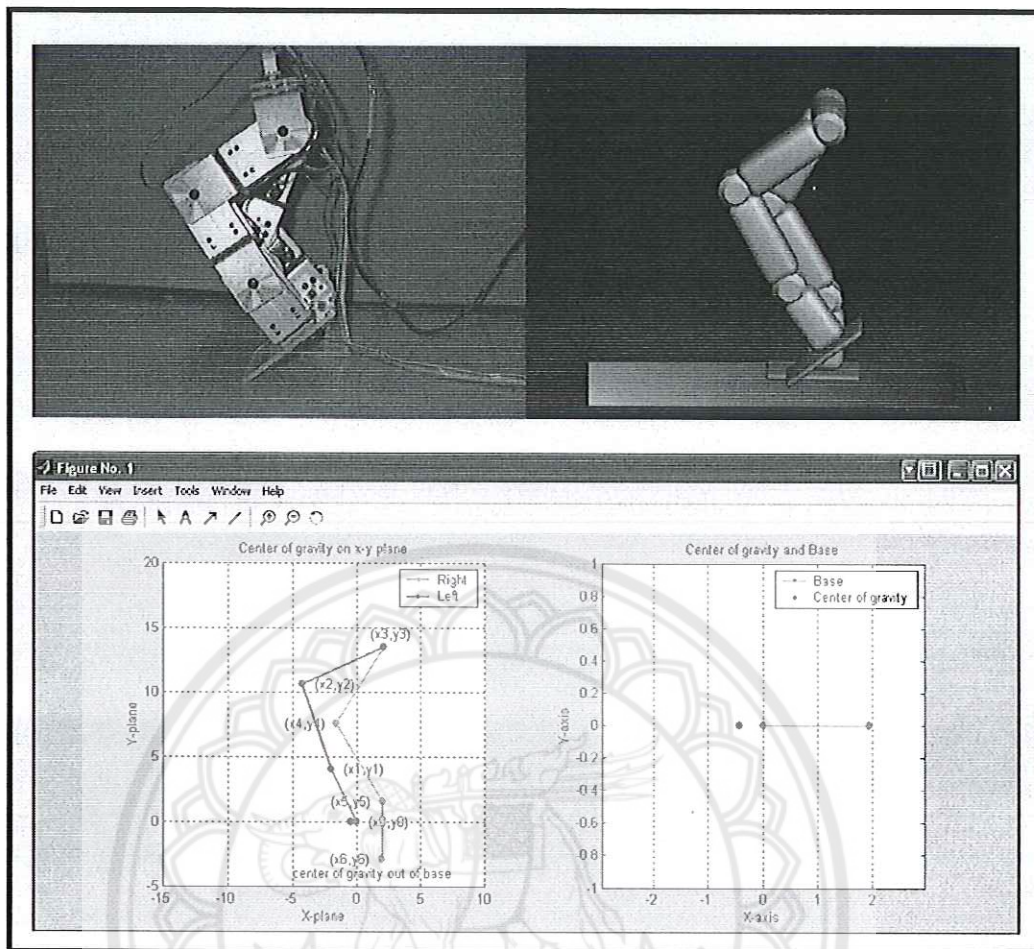 Figure No. 1
File Edit View Insert Tools Window Help
Center of gravity on x-y plane
Right
Left
20
15
10
5
0
-5
Y-plane
(x3,y3)
(x2,y2)
(x1,y1)
(x5,y5)
(x6,y6)
center of gravity out of base
-15
-10
-5
0
5
10
X-plane
Center of gravity and Base
Base
Center of gravity
1
0.8
0.6
0.4
0.2
0
-0.2
-0.4
-0.6
-0.8
-1
Y-axis
-2
-1
0
1
2
X-axis